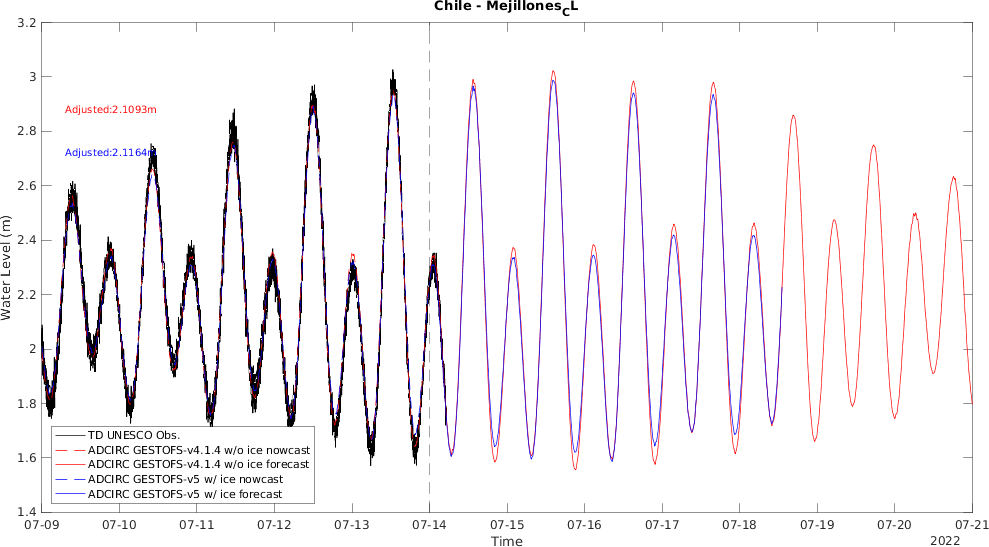 Chile - Mejillones_CL
Water Level (m)
3.2
3
2.8
2.6
2.4
2.2
2
1.8
1.6
1.4
Adjusted:2.1093m
Adjusted:2.1164m
TD UNESCO Obs.
ADCIRC GESTOFS-v4.1.4 w/o ice nowcast
ADCIRC GESTOFS-v4.1.4 w/o ice forecast
ADCIRC GESTOFS-v5 w/ ice nowcast
ADCIRC GESTOFS-v5 w/ ice forecast
07-09 07-10 07-11 07-12 07-13 07-14 07-15 07-16 07-17 07-18 07-19 07-20 07-21
Time
2022